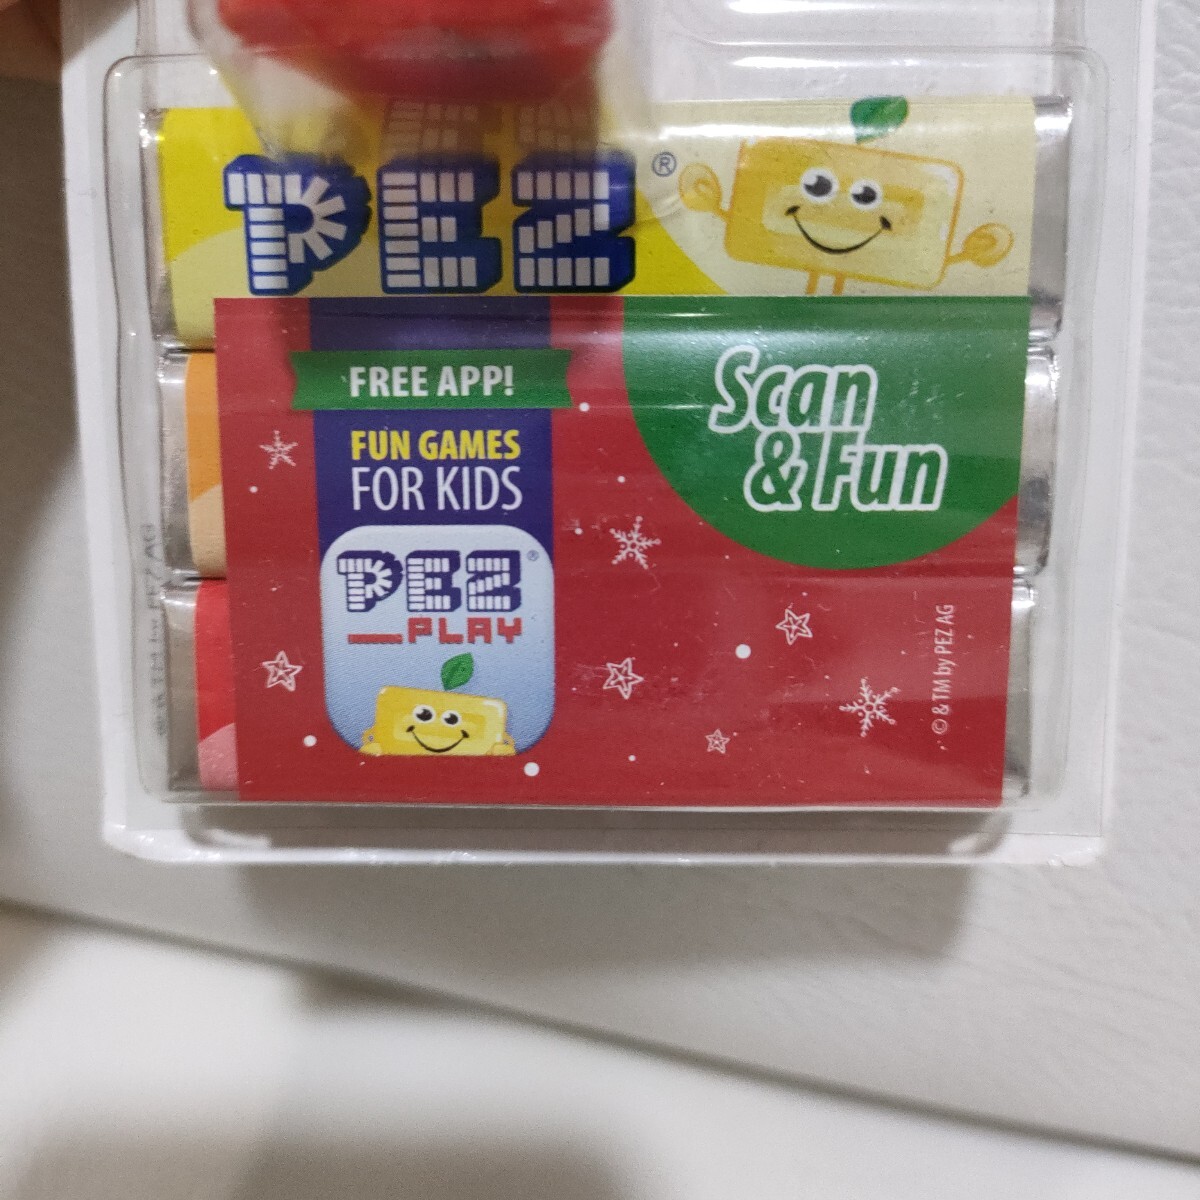 PEZ®
FREE APP!
FUN GAMES
FOR KIDS
PEZ®
PLAY
Scan
& Fun
© & TM by PEZ AG